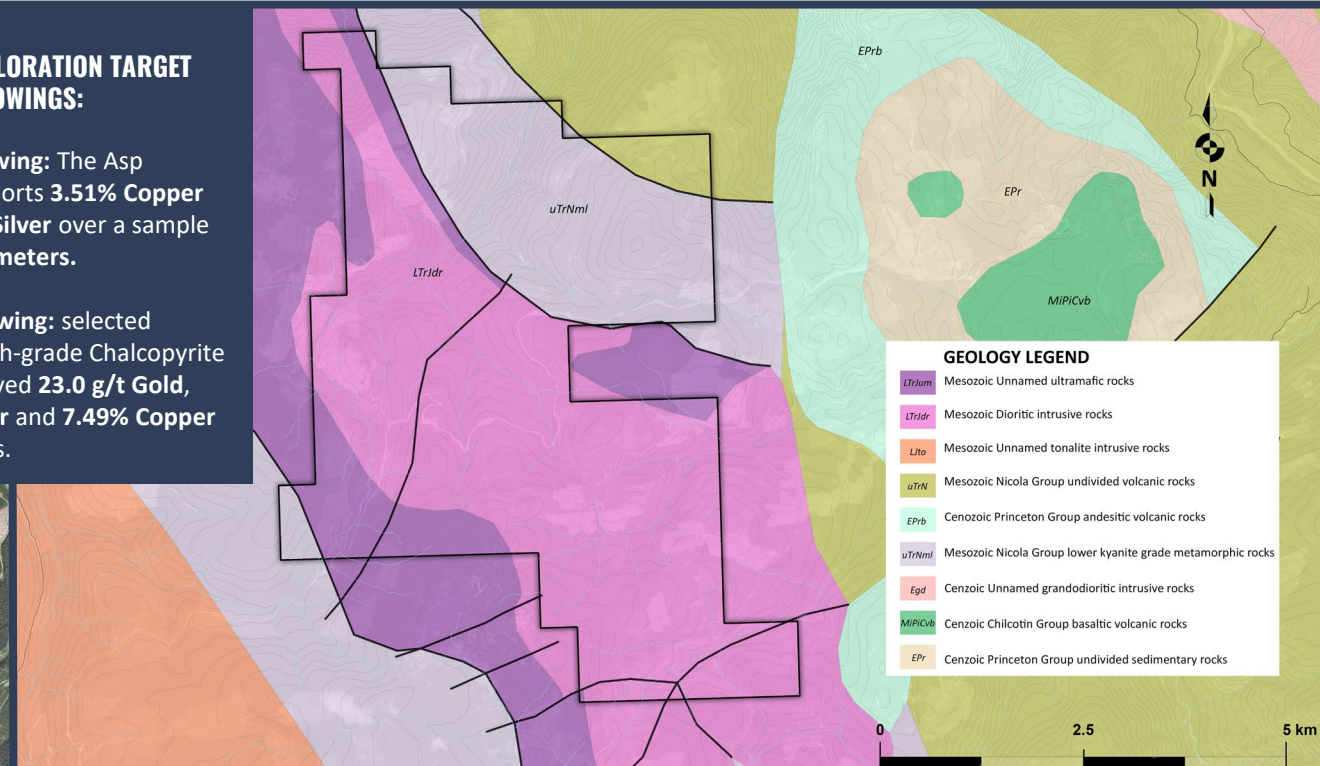 LORATION TARGET
OWINGS:
wing: The Asp
orts 3.51% Copper
Silver over a sample
meters.
wing: selected
h-grade Chalcopyrite
yed 23.0 g/t Gold,
r and 7.49% Copper
s.
EPrb
EPr
N
uTrNml
LTrJdr
MiPiCvb
GEOLOGY LEGEND
LTrJum Mesozoic Unnamed ultramafic rocks
LTrJdr Mesozoic Dioritic intrusive rocks
LJto Mesozoic Unnamed tonalite intrusive rocks
uTrN Mesozoic Nicola Group undivided volcanic rocks
EPrb Cenozoic Princeton Group andesitic volcanic rocks
uTrNml Mesozoic Nicola Group lower kyanite grade metamorphic rocks
Egd Cenzoic Unnamed grandodioritic intrusive rocks
MiPiCvb Cenzoic Chilcotin Group basaltic volcanic rocks
EPr Cenzoic Princeton Group undivided sedimentary rocks
0 2.5 5 km